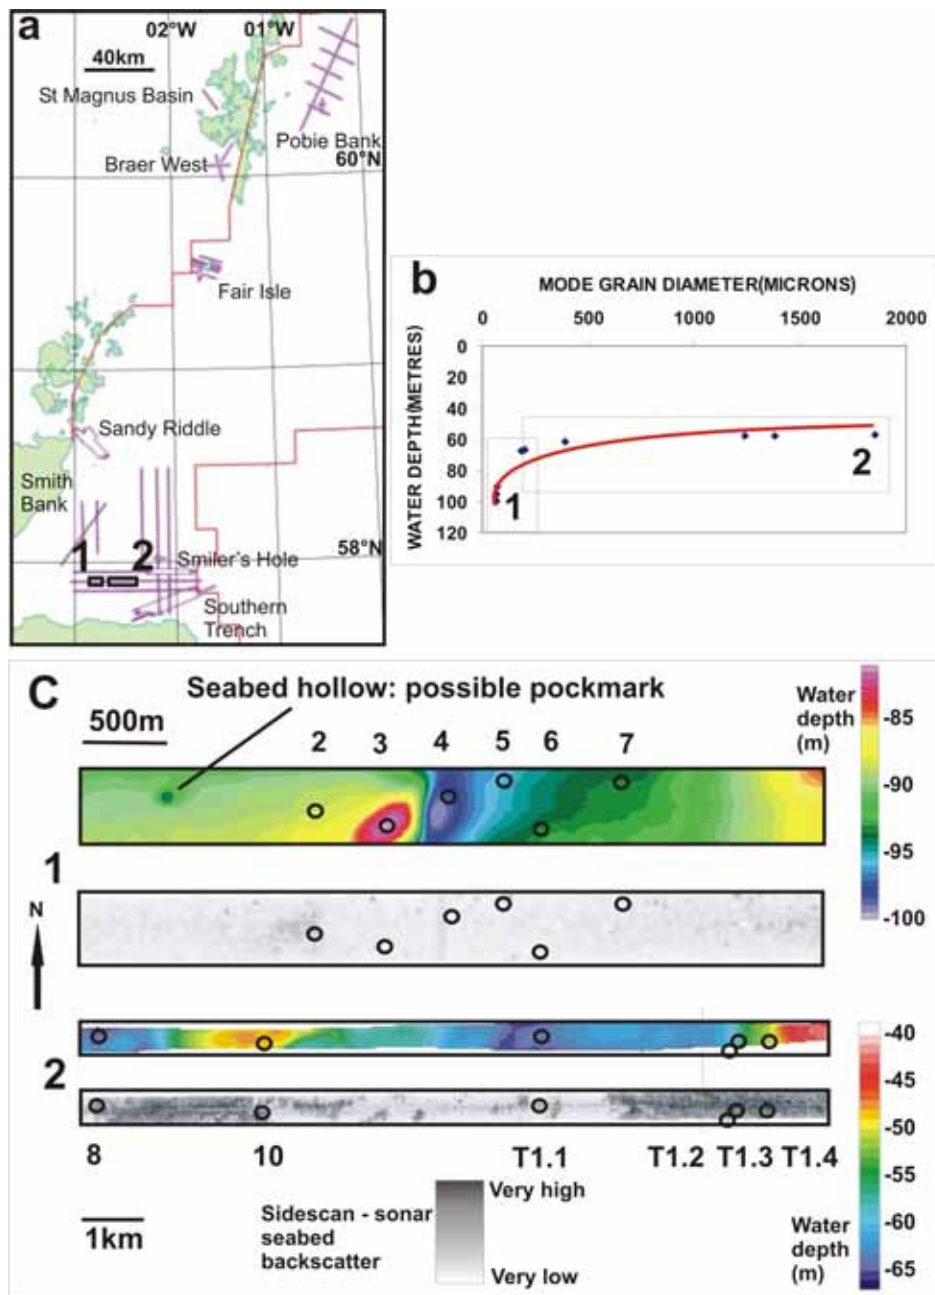 a
02°W 01°W
40km
St Magnus Basin
Pobie Bank
60°N
Braer West
Fair Isle
Sandy Riddle
Smith
Bank
1 2
58°N
Smiler's Hole
Southern
Trench
b
MODE GRAIN DIAMETER(MICRONS)
0 500 1000 1500 2000
WATER DEPTH(METRES)
0
20
40
60
80
100
120
1
2
C
Seabed hollow: possible pockmark
500m
2 3 4 5 6 7
Water
depth
(m)
-85
-90
-95
-100
1
N
2
8 10 T1.1 T1.2 T1.3 T1.4
1km
Sidescan - sonar
seabed
backscatter
Very high
Very low
-40
-45
-50
-55
-60
-65
Water
depth
(m)